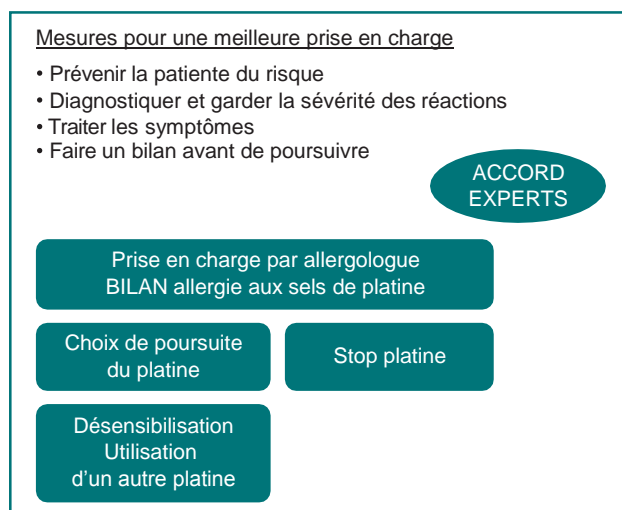 Mesures pour une meilleure prise en charge
• Prévenir la patiente du risque
• Diagnostiquer et garder la sévérité des réactions
• Traiter les symptômes
• Faire un bilan avant de poursuivre
ACCORD
EXPERTS
Prise en charge par allergologue
BILAN allergie aux sels de platine
Choix de poursuite
du platine
Stop platine
Désensibilisation
Utilisation
d'un autre platine